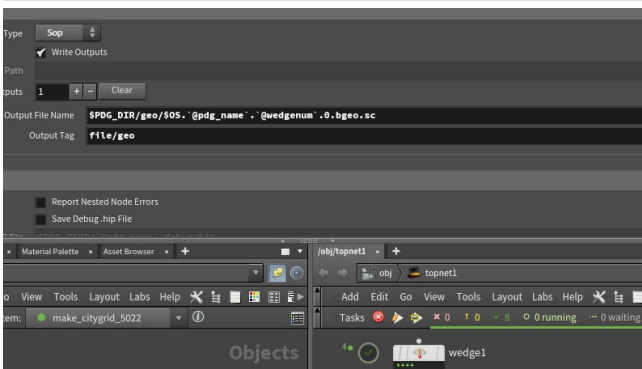 Type Sop
Write Outputs
Path
1 + - Clear
Output File Name $PDG_DIR/geo/$OS.`@pdg_name`.`@wedgenum`.0.bgeo.sc
Output Tag file/geo
Report Nested Node Errors
Save Debug .hip File
Material Palette Asset Browser +
/obj/topnet1 +
obj topnet1
View Tools Layout Labs Help
Add Edit Go View Tools Layout Labs Help
make_citygrid_5022
Tasks 0 0 8 0 running 0 waiting
Objects
4 wedge1